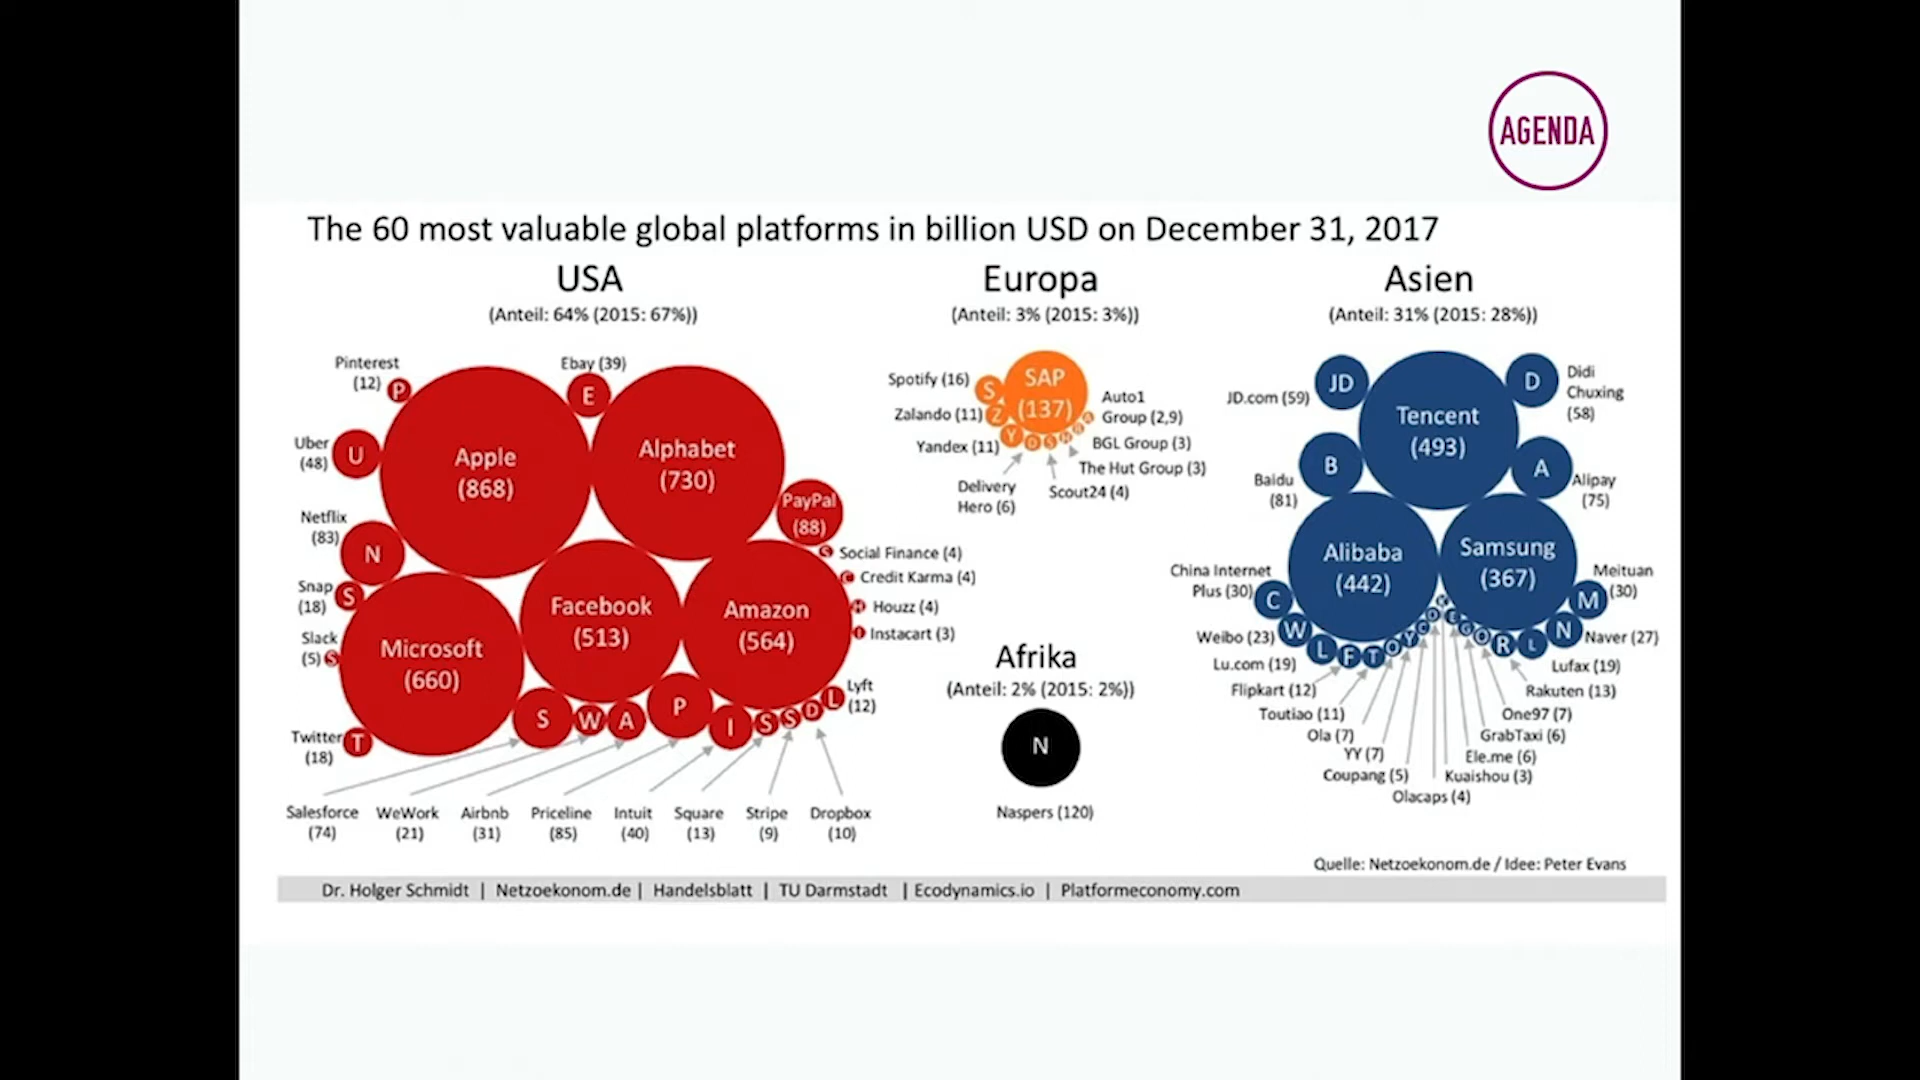 AGENDA
The 60 most valuable global platforms in billion USD on December 31, 2017
USA
(Anteil: 64% (2015: 67%))
Pinterest
(12)
P
Ebay (39)
E
Uber
(48)
U
Apple
(868)
Alphabet
(730)
PayPal
(88)
Netflix
(83)
N
Snap
(18)
S
Slack
(5)
S
Microsoft
(660)
Facebook
(513)
Amazon
(564)
S
Social Finance (4)
C
Credit Karma (4)
H
Houzz (4)
I
Instacart (3)
Lyft
(12)
L
Twitter
(18)
T
S
W
A
P
I
S
S
D
Salesforce
(74)
WeWork
(21)
Airbnb
(31)
Priceline
(85)
Intuit
(40)
Square
(13)
Stripe
(9)
Dropbox
(10)
Europa
(Anteil: 3% (2015: 3%))
SAP
(137)
Spotify (16)
S
Zalando (11)
Z
Yandex (11)
Y
D
S
Auto1
Group (2,9)
BGL Group (3)
The Hut Group (3)
Delivery
Hero (6)
Scout24 (4)
Afrika
(Anteil: 2% (2015: 2%))
N
Naspers (120)
Asien
(Anteil: 31% (2015: 28%))
JD.com (59)
JD
Tencent
(493)
D
Didi
Chuxing
(58)
Baidu
(81)
B
A
Alipay
(75)
Alibaba
(442)
Samsung
(367)
China Internet
Plus (30)
C
Meituan
(30)
M
Weibo (23)
W
N
Naver (27)
Lu.com (19)
L
F
T
O
Y
C
O
K
E
G
O
R
L
Lufax (19)
Flipkart (12)
Rakuten (13)
Toutiao (11)
One97 (7)
Ola (7)
GrabTaxi (6)
YY (7)
Ele.me (6)
Coupang (5)
Kuaishou (3)
Olacaps (4)
Quelle: Netzoekonom.de / Idee: Peter Evans
Dr. Holger Schmidt | Netzoekonom.de | Handelsblatt | TU Darmstadt | Ecodynamics.io | Platformeconomy.com